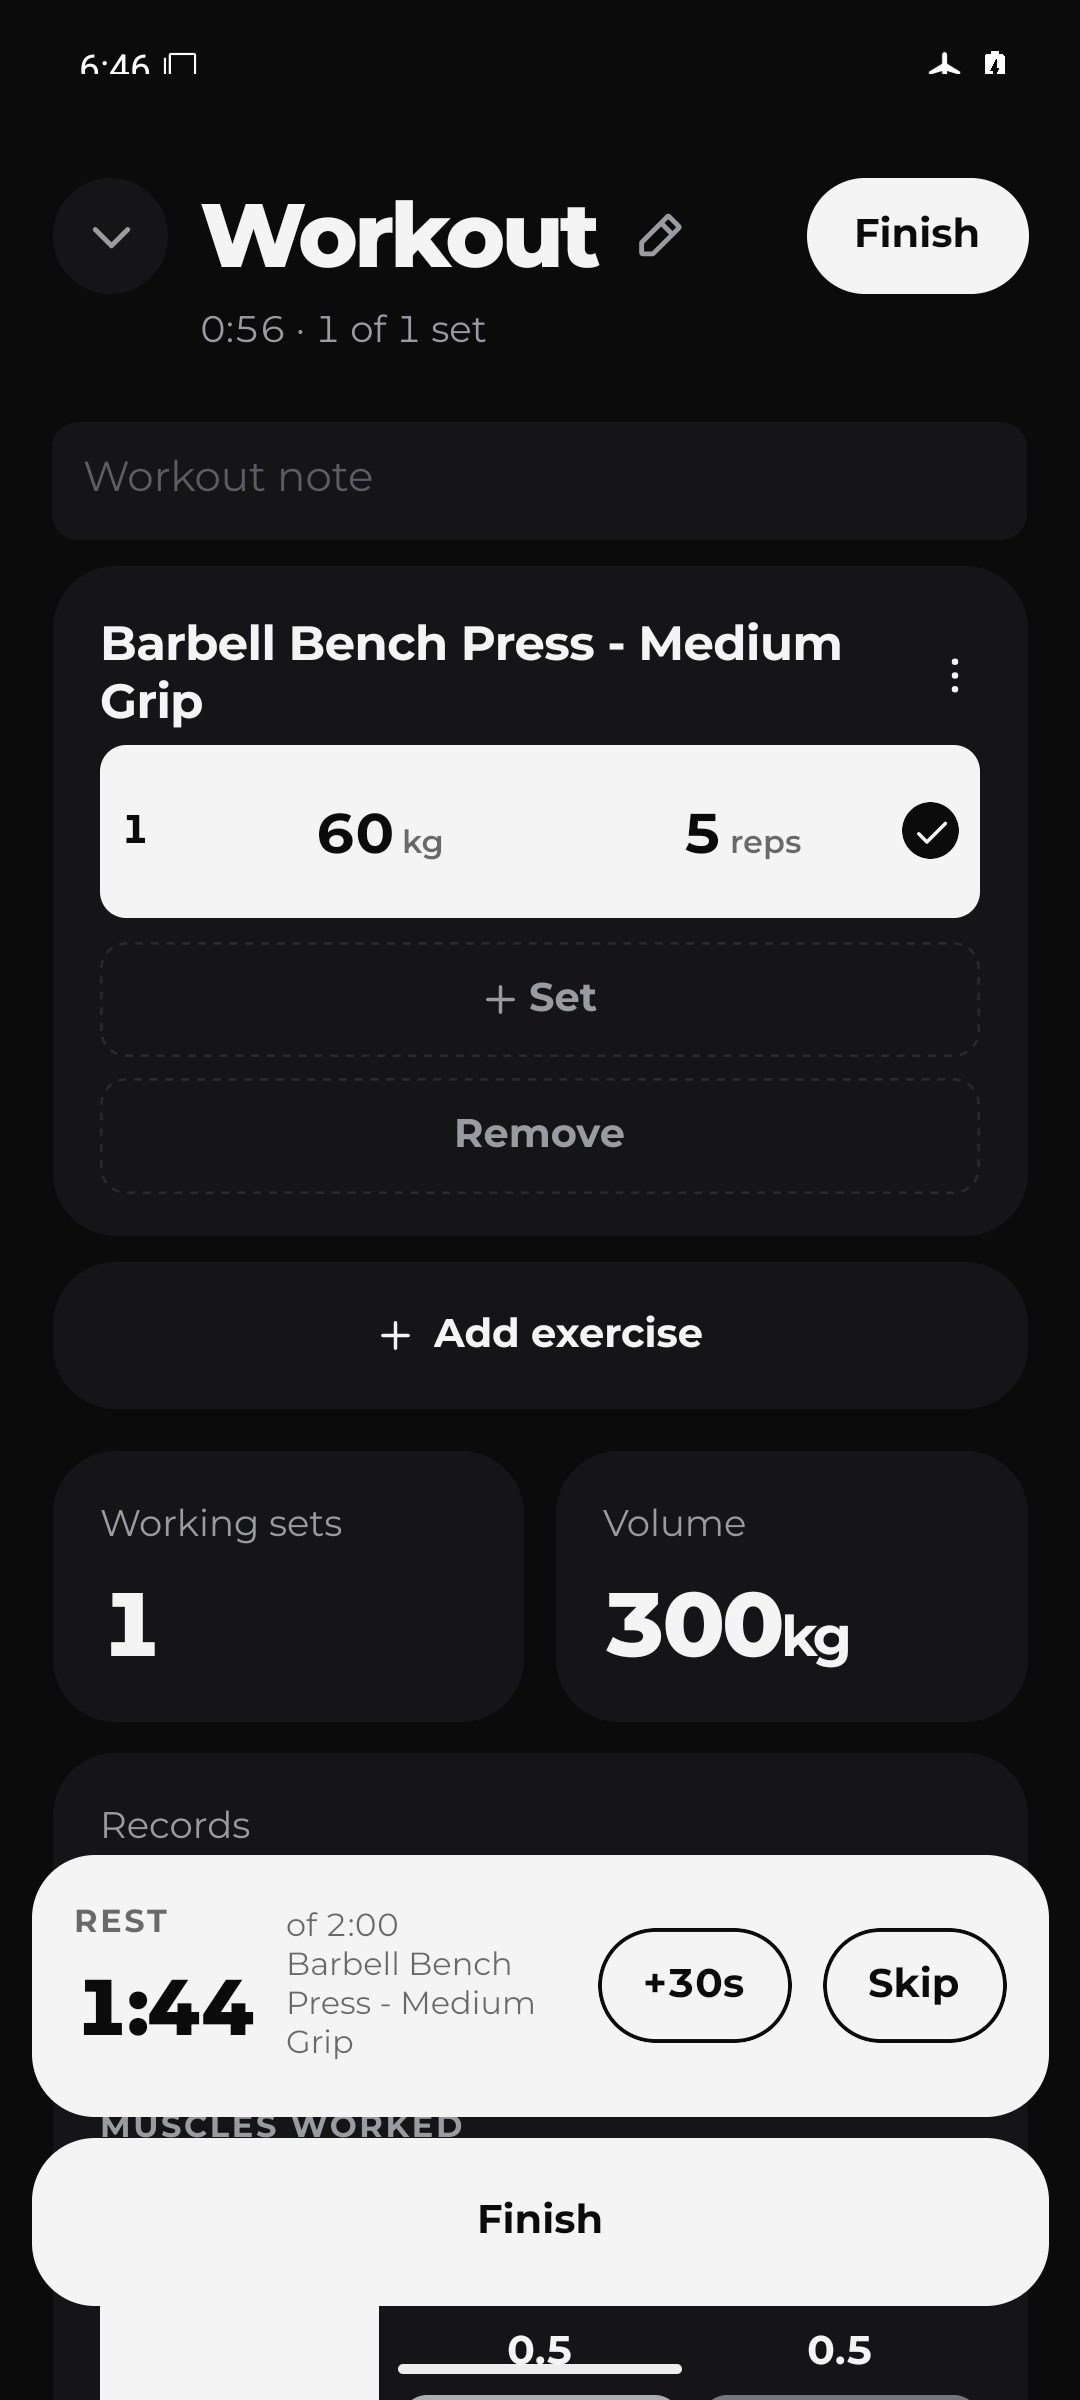 6:46
Workout
Finish
0:56 · 1 of 1 set
Workout note
Barbell Bench Press - Medium
Grip
1 60 kg 5 reps
+ Set
Remove
+ Add exercise
Working sets
1
Volume
300kg
Records
REST
1:44
of 2:00
Barbell Bench
Press - Medium
Grip
+30s
Skip
MUSCLES WORKED
Finish
0.5 0.5